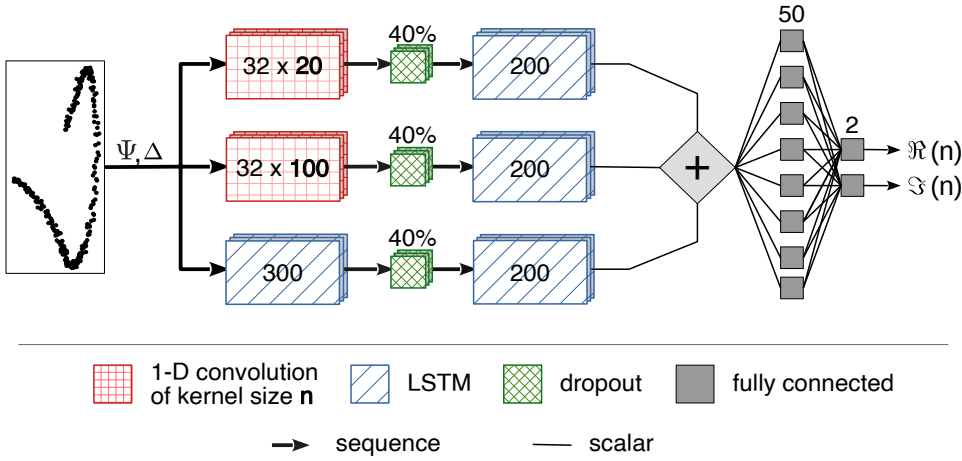 50
40%
32 x 20
200
2
Ψ, Δ
40%
32 x 100
200
+
ℜ (n)
ℑ (n)
40%
300
200
1-D convolution
of kernel size n
LSTM
dropout
fully connected
sequence
scalar